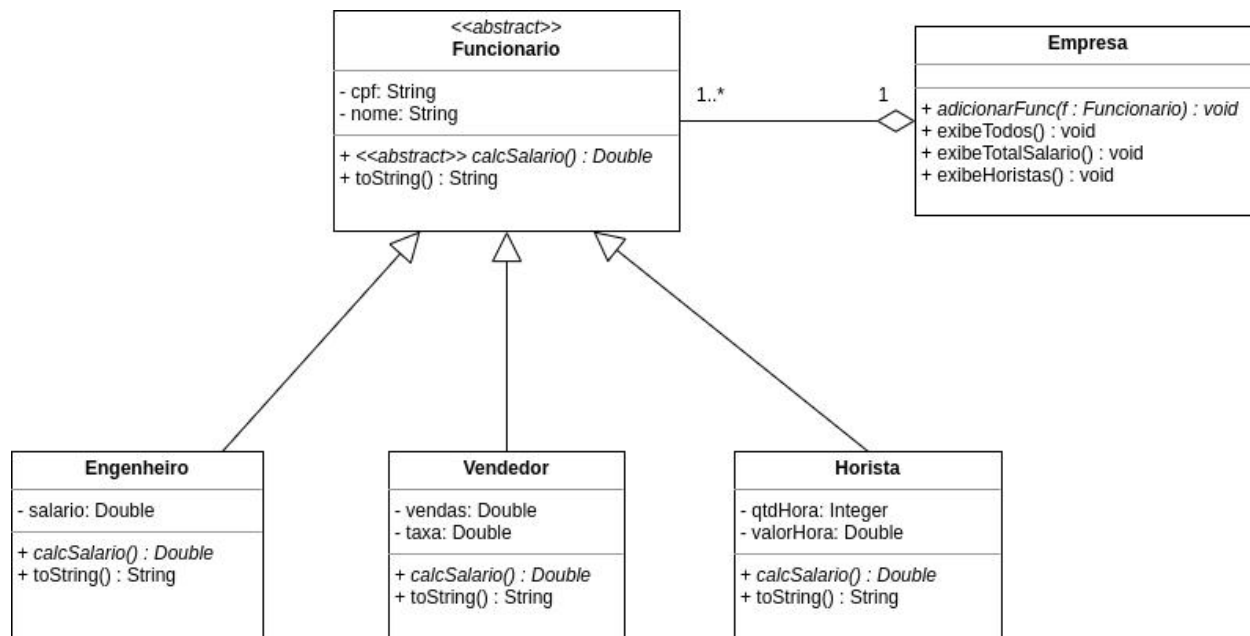 <<abstract>>
Funcionario
- cpf: String
- nome: String
+ <<abstract>> calcSalario() : Double
+ toString() : String
1..*
1
Empresa
+ adicionarFunc(f : Funcionario) : void
+ exibeTodos() : void
+ exibeTotalSalario() : void
+ exibeHoristas() : void
Engenheiro
- salario: Double
+ calcSalario() : Double
+ toString() : String
Vendedor
- vendas: Double
- taxa: Double
+ calcSalario() : Double
+ toString() : String
Horista
- qtdHora: Integer
- valorHora: Double
+ calcSalario() : Double
+ toString() : String